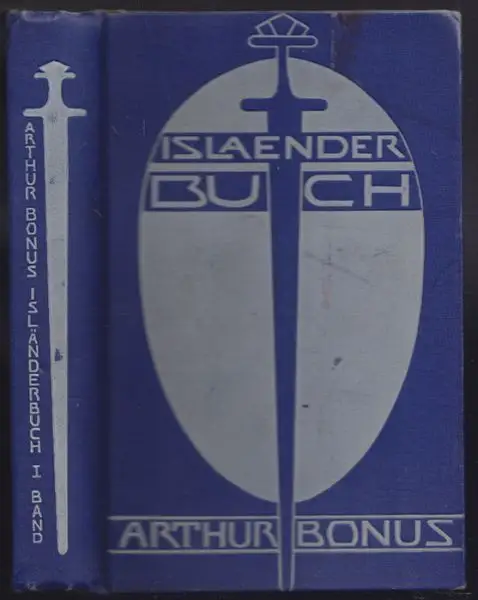 ARTHUR BONUS ISLÄNDERBUCH I BAND
ISLAENDER
BUCH
ARTHUR BONUS